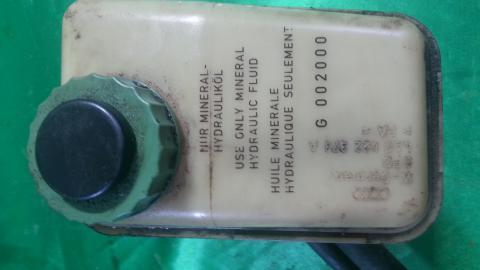 NUR MINERAL-
HYDRAULIKÖL
USE ONLY MINERAL
HYDRAULIC FLUID
HUILE MINERALE
HYDRAULIQUE SEULEMENT
G 002000